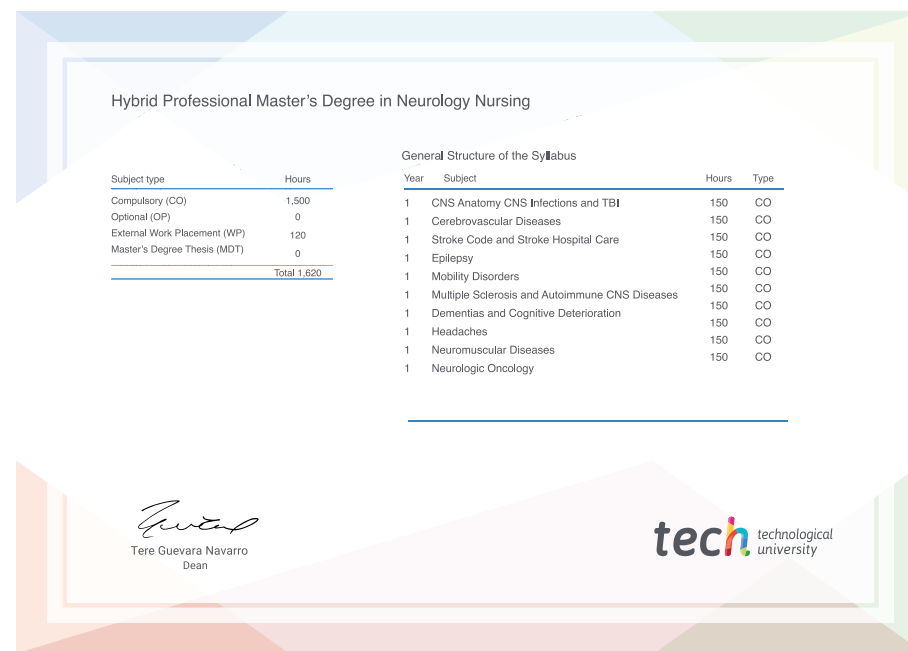 Hybrid Professional Master's Degree in Neurology Nursing
General Structure of the Syllabus
Subject type Hours
Compulsory (CO) 1,500
Optional (OP) 0
External Work Placement (WP) 120
Master's Degree Thesis (MDT) 0
Total 1,620
Year Subject Hours Type
1 CNS Anatomy CNS Infections and TBI 150 CO
1 Cerebrovascular Diseases 150 CO
1 Stroke Code and Stroke Hospital Care 150 CO
1 Epilepsy 150 CO
1 Mobility Disorders 150 CO
1 Multiple Sclerosis and Autoimmune CNS Diseases 150 CO
1 Dementias and Cognitive Deterioration 150 CO
1 Headaches 150 CO
1 Neuromuscular Diseases 150 CO
1 Neurologic Oncology 150 CO
Tere Guevara Navarro
Dean
tech technological
university